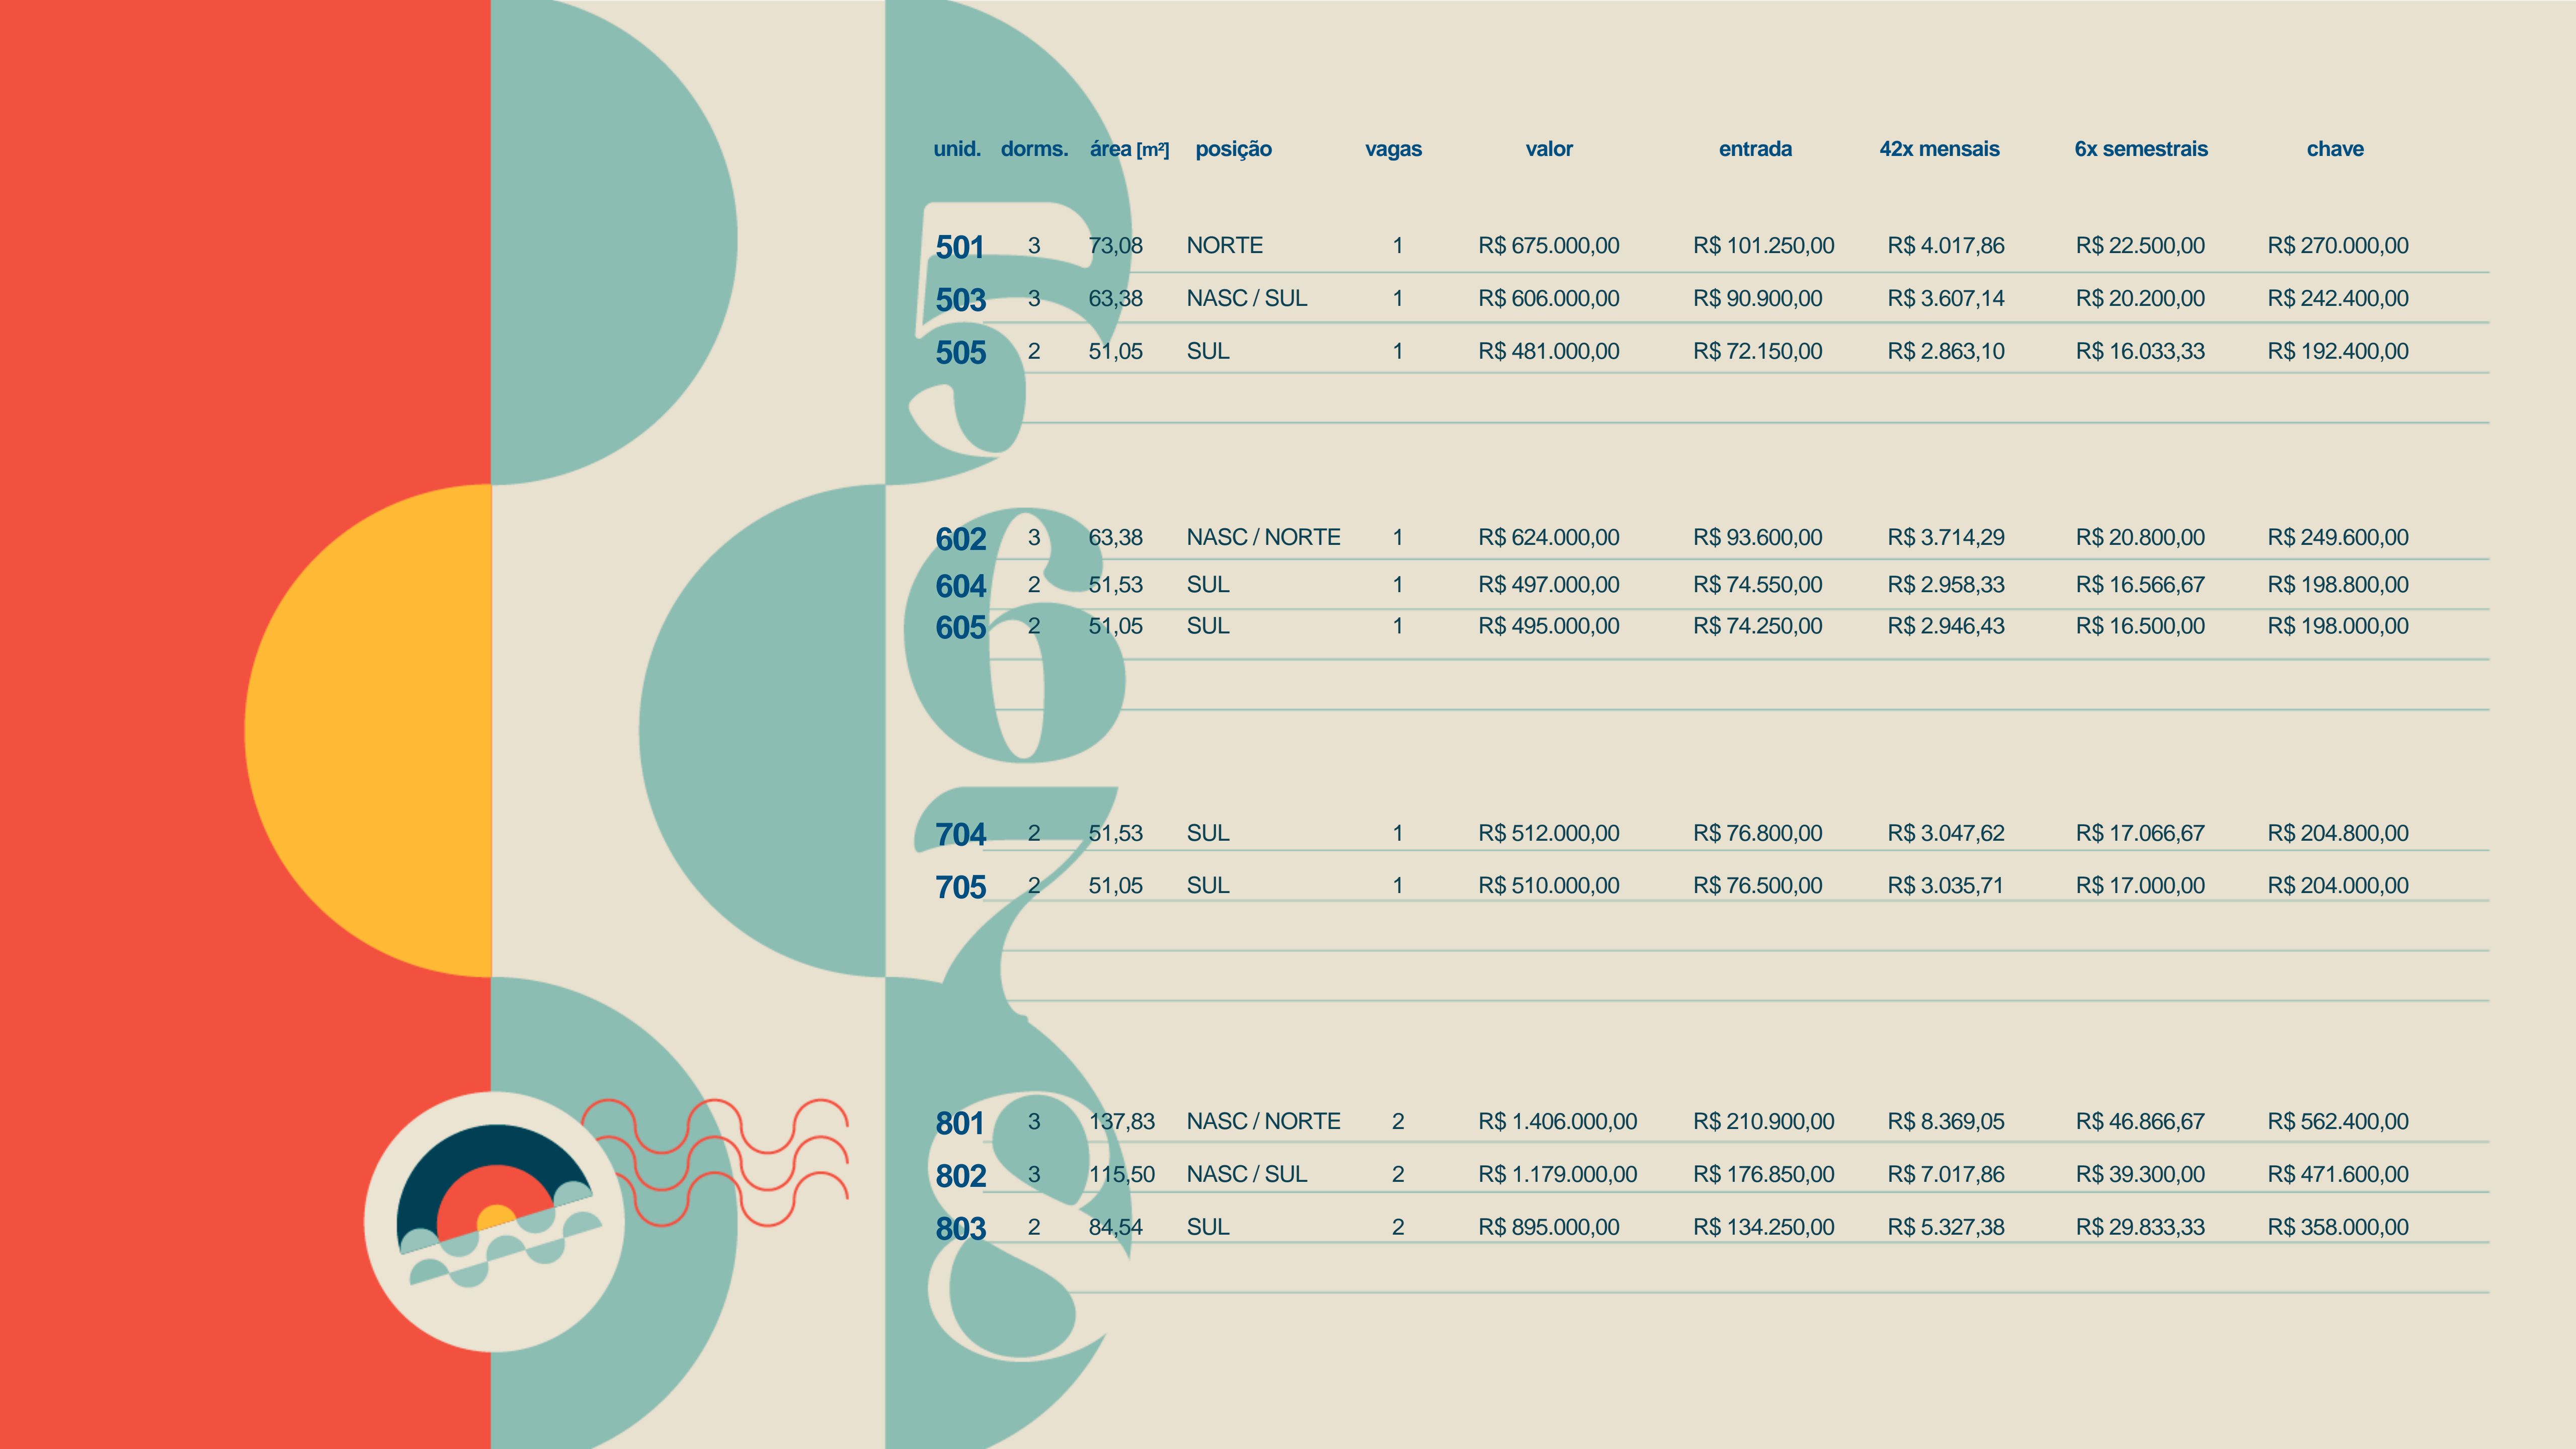 unid. dorms. área [m²] posição vagas valor entrada 42x mensais 6x semestrais chave
5
501 3 73,08 NORTE 1 R$ 675.000,00 R$ 101.250,00 R$ 4.017,86 R$ 22.500,00 R$ 270.000,00
503 3 63,38 NASC / SUL 1 R$ 606.000,00 R$ 90.900,00 R$ 3.607,14 R$ 20.200,00 R$ 242.400,00
505 2 51,05 SUL 1 R$ 481.000,00 R$ 72.150,00 R$ 2.863,10 R$ 16.033,33 R$ 192.400,00
6
602 3 63,38 NASC / NORTE 1 R$ 624.000,00 R$ 93.600,00 R$ 3.714,29 R$ 20.800,00 R$ 249.600,00
604 2 51,53 SUL 1 R$ 497.000,00 R$ 74.550,00 R$ 2.958,33 R$ 16.566,67 R$ 198.800,00
605 2 51,05 SUL 1 R$ 495.000,00 R$ 74.250,00 R$ 2.946,43 R$ 16.500,00 R$ 198.000,00
7
704 2 51,53 SUL 1 R$ 512.000,00 R$ 76.800,00 R$ 3.047,62 R$ 17.066,67 R$ 204.800,00
705 2 51,05 SUL 1 R$ 510.000,00 R$ 76.500,00 R$ 3.035,71 R$ 17.000,00 R$ 204.000,00
8
801 3 137,83 NASC / NORTE 2 R$ 1.406.000,00 R$ 210.900,00 R$ 8.369,05 R$ 46.866,67 R$ 562.400,00
802 3 115,50 NASC / SUL 2 R$ 1.179.000,00 R$ 176.850,00 R$ 7.017,86 R$ 39.300,00 R$ 471.600,00
803 2 84,54 SUL 2 R$ 895.000,00 R$ 134.250,00 R$ 5.327,38 R$ 29.833,33 R$ 358.000,00